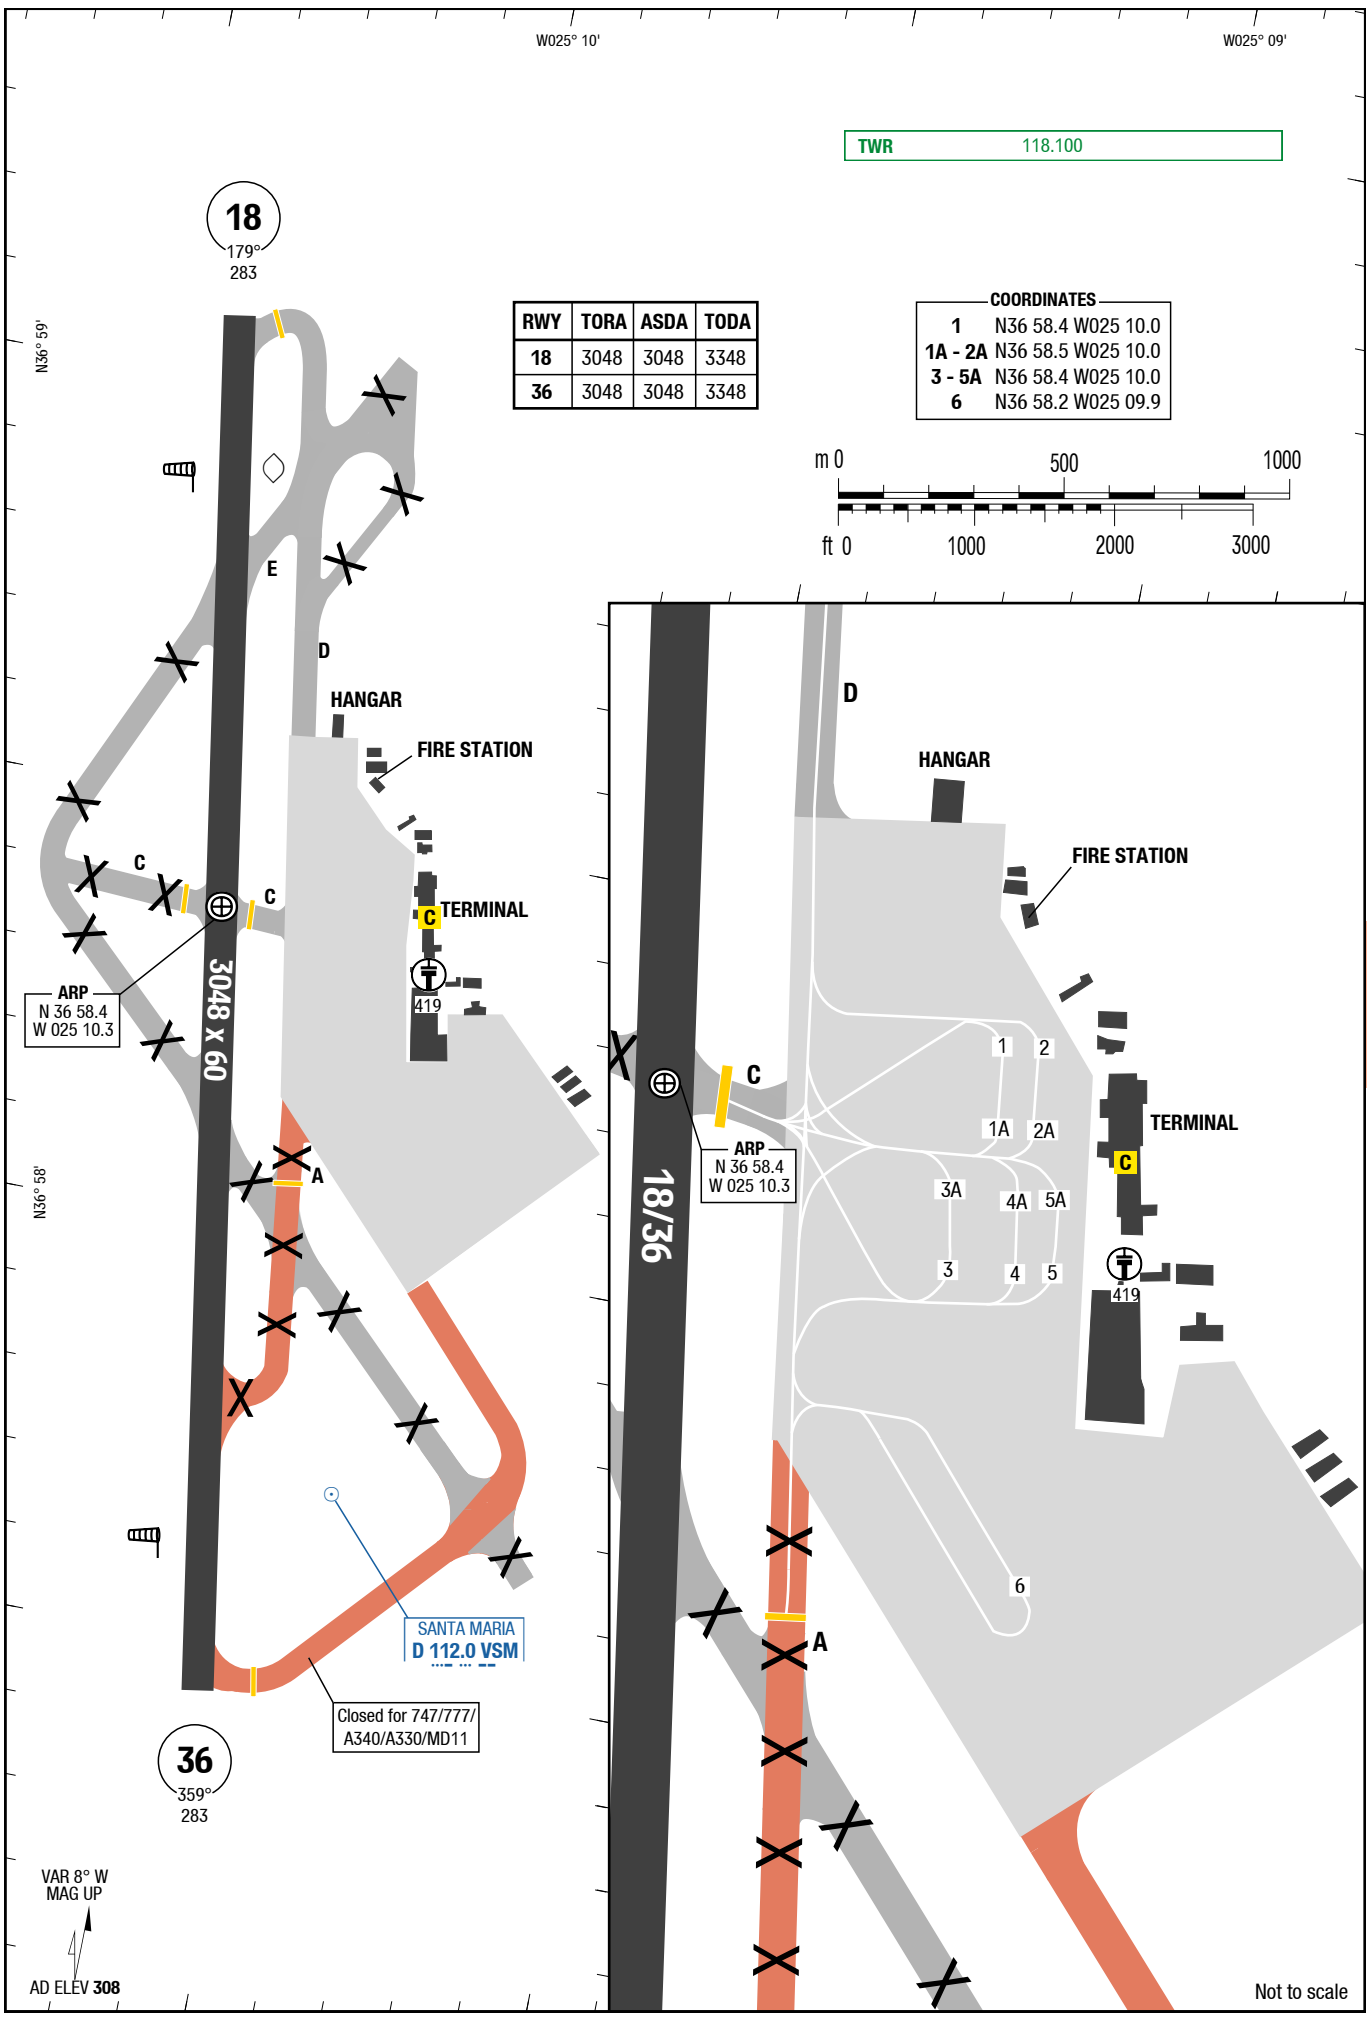 W025° 10'
W025° 09'
TWR 118.100
18
179°
283
N36° 59'
RWY TORA ASDA TODA
18 3048 3048 3348
36 3048 3048 3348
COORDINATES
1 N36 58.4 W025 10.0
1A - 2A N36 58.5 W025 10.0
3 - 5A N36 58.4 W025 10.0
6 N36 58.2 W025 09.9
m 0 500 1000
ft 0 1000 2000 3000
E
D
HANGAR
FIRE STATION
C
C
C
TERMINAL
ARP
N 36 58.4
W 025 10.3
3048 x 60
419
N36° 58'
A
SANTA MARIA
D 112.0 VSM
Closed for 747/777/
A340/A330/MD11
36
359°
283
VAR 8° W
MAG UP
AD ELEV 308
D
HANGAR
FIRE STATION
C
1
2
1A
2A
TERMINAL
C
ARP
N 36 58.4
W 025 10.3
18/36
3A
4A
5A
3
4
5
419
6
A
Not to scale